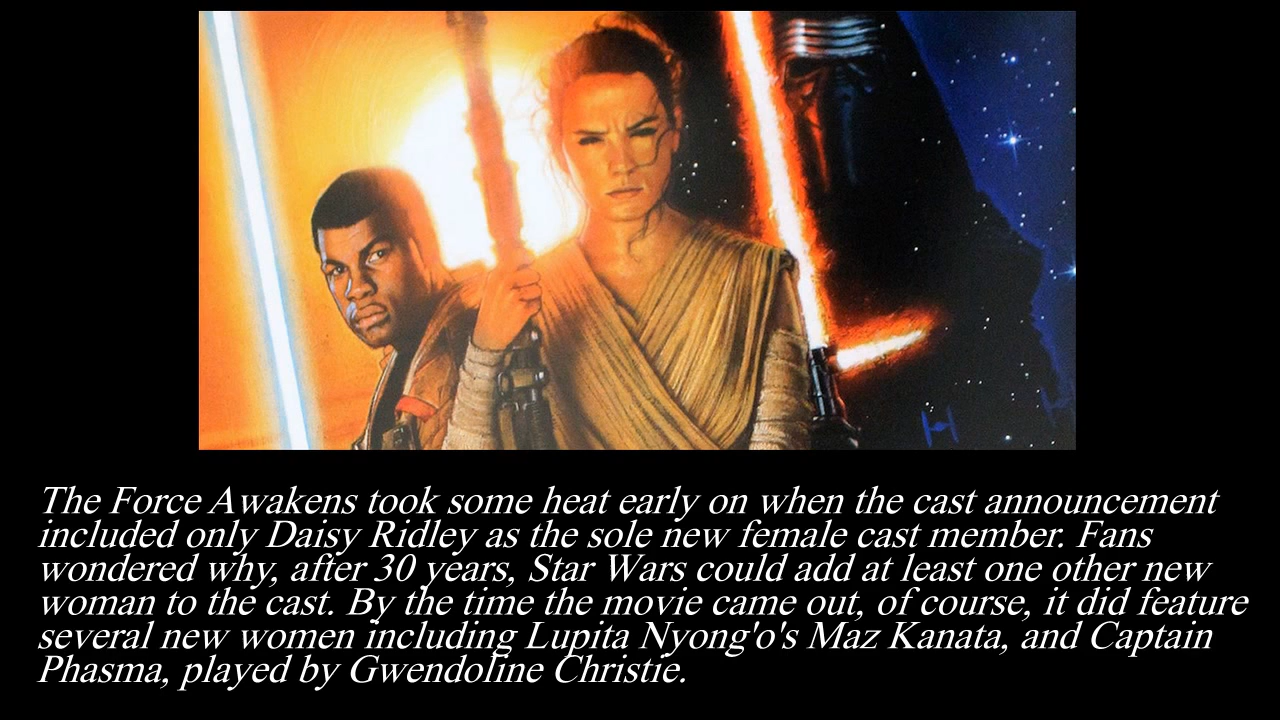 The Force Awakens took some heat early on when the cast announcement
included only Daisy Ridley as the sole new female cast member. Fans
wondered why, after 30 years, Star Wars could add at least one other new
woman to the cast. By the time the movie came out, of course, it did feature
several new women including Lupita Nyong'o's Maz Kanata, and Captain
Phasma, played by Gwendoline Christie.